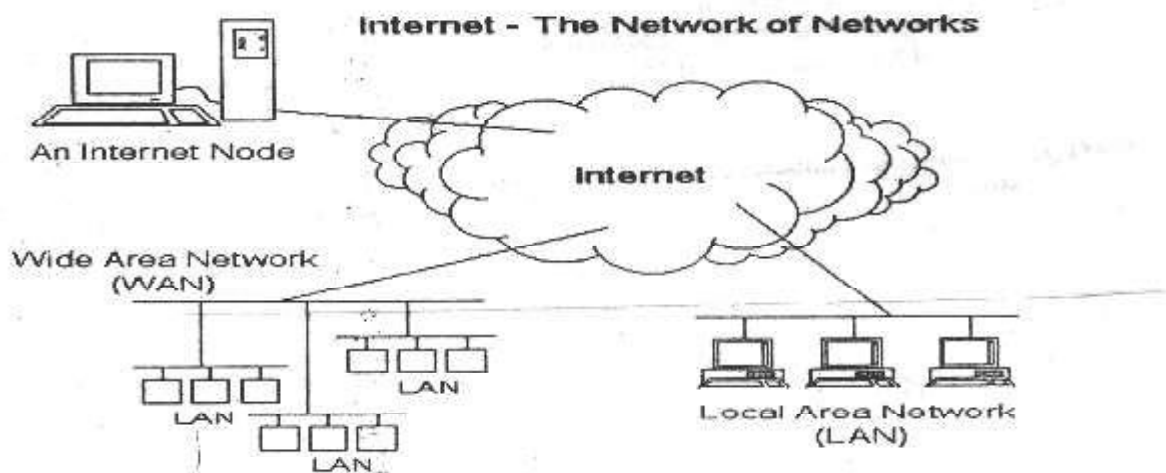 Internet - The Network of Networks
An Internet Node
Internet
Wide Area Network
(WAN)
LAN
LAN
LAN
Local Area Network
(LAN)